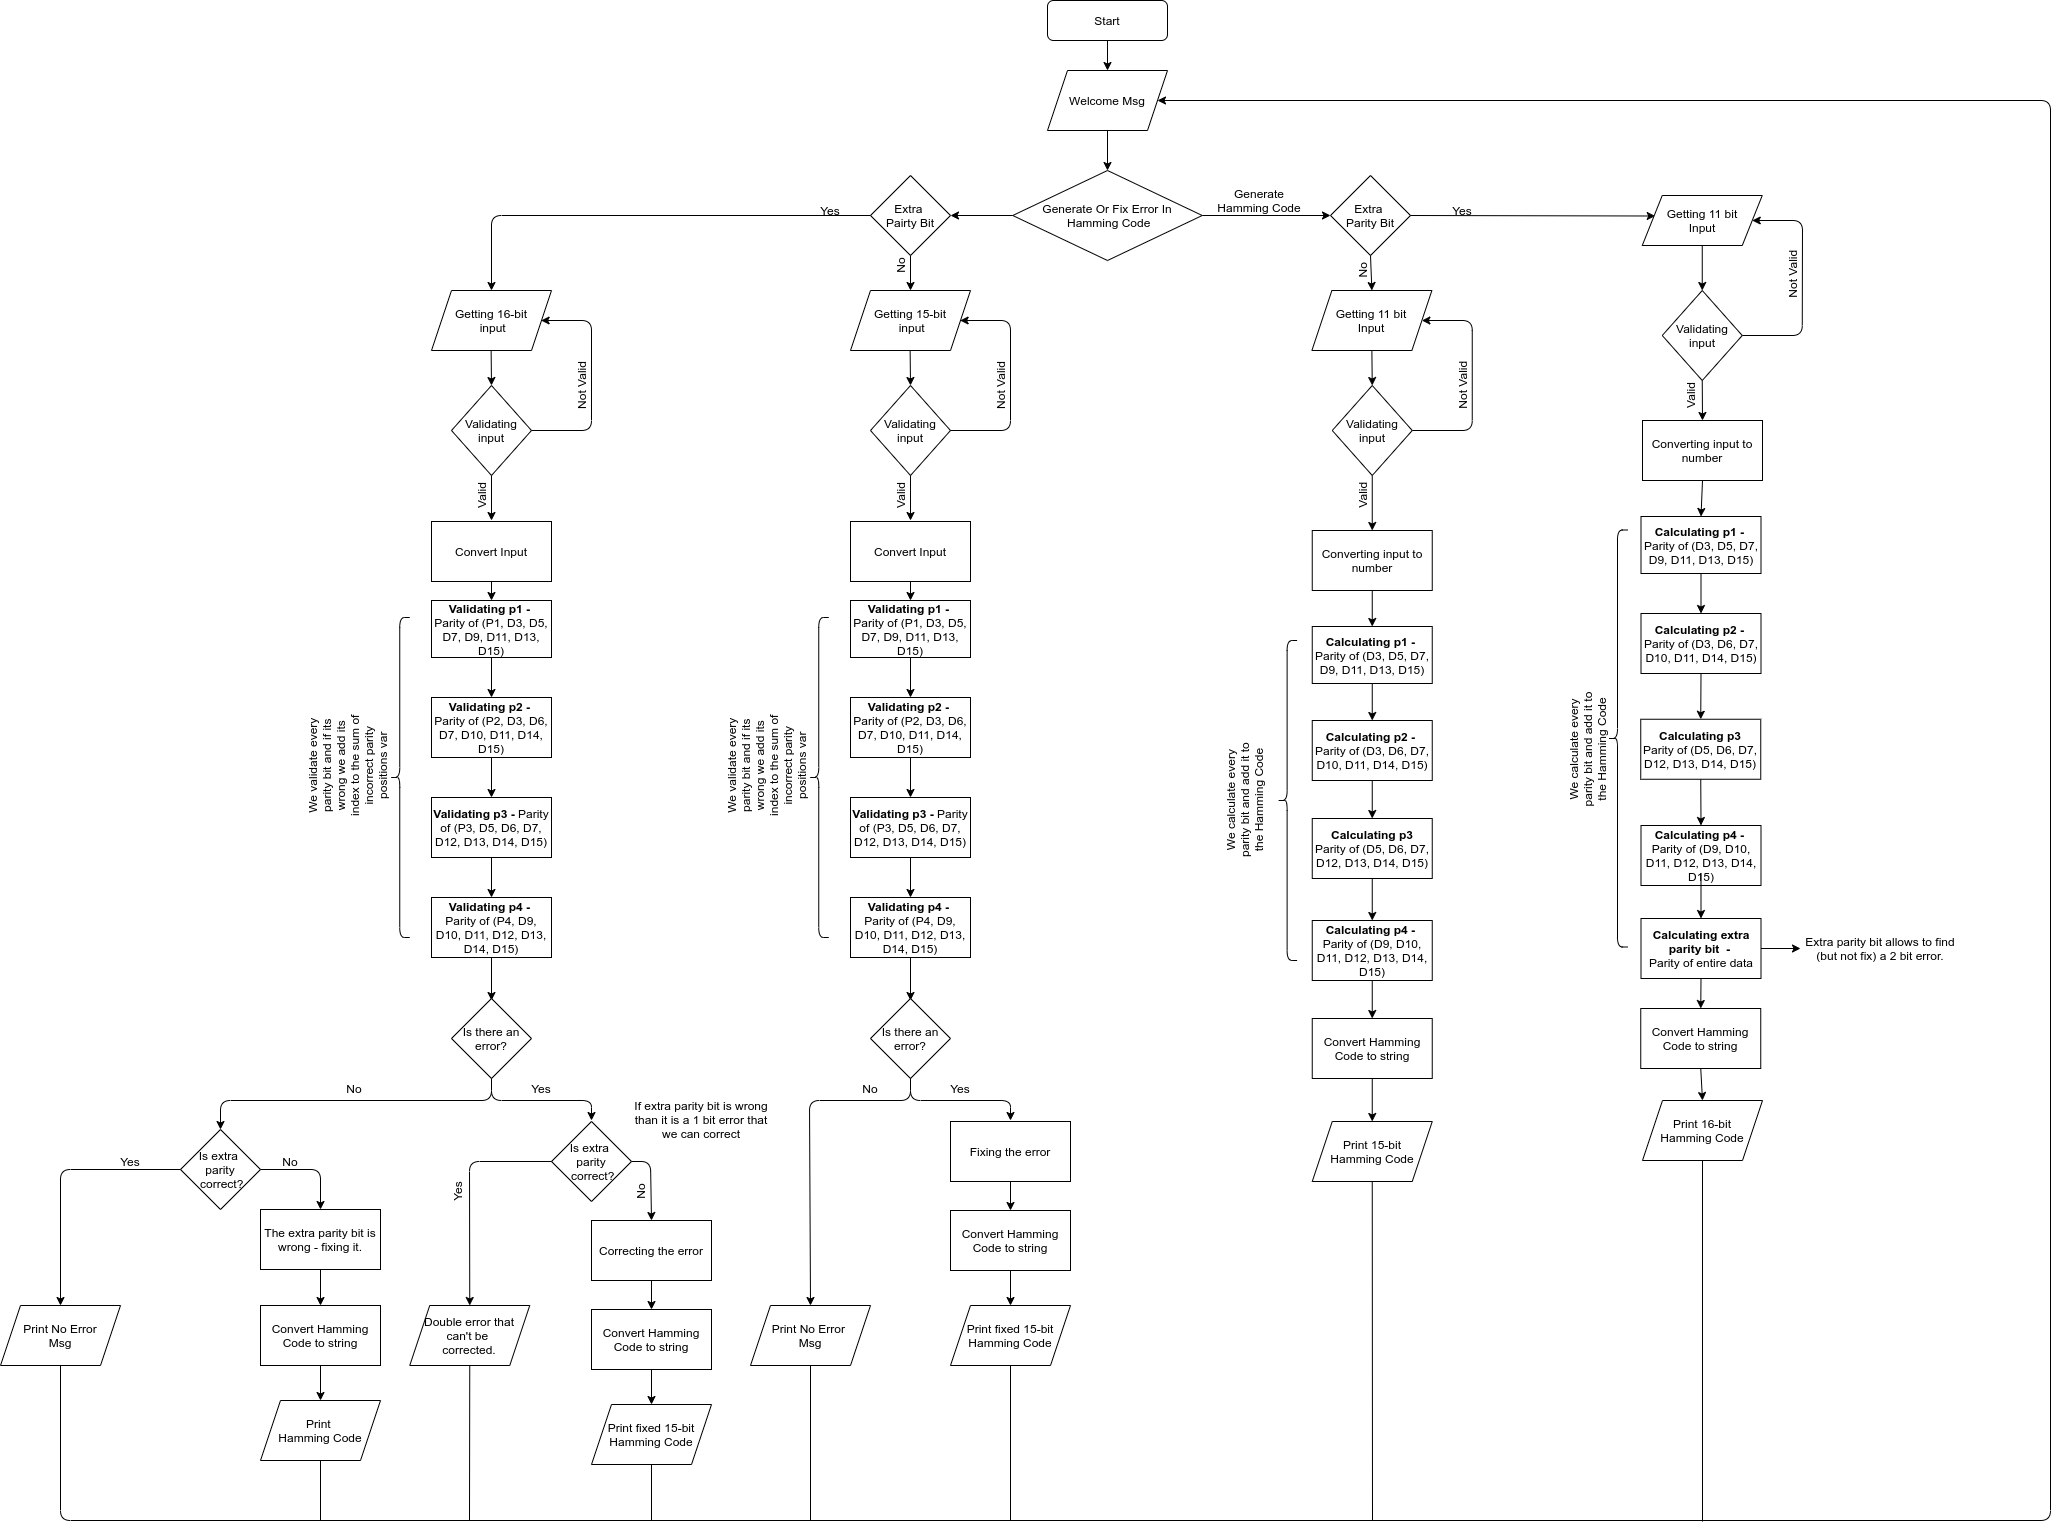 Start
Welcome Msg
Generate Or Fix Error In
Hamming Code
Extra
Pairty Bit
Yes
No
Generate
Hamming Code
Extra
Parity Bit
Yes
No
Getting 16-bit
input
Not Valid
Validating
input
Valid
Convert Input
Validating p1 -
Parity of (P1, D3, D5,
D7, D9, D11, D13,
D15)
Validating p2 -
Parity of (P2, D3, D6,
D7, D10, D11, D14,
D15)
Validating p3 - Parity
of (P3, D5, D6, D7,
D12, D13, D14, D15)
Validating p4 -
Parity of (P4, D9,
D10, D11, D12, D13,
D14, D15)
We validate every
parity bit and if its
wrong we add its
index to the sum of
incorrect parity
positions var
Is there an
error?
No
Yes
Is extra
parity
correct?
Yes
No
The extra parity bit is
wrong - fixing it.
Print No Error
Msg
Convert Hamming
Code to string
Print
Hamming Code
If extra parity bit is wrong
than it is a 1 bit error that
we can correct
Is extra
parity
correct?
Yes
No
Correcting the error
Double error that
can't be
corrected.
Convert Hamming
Code to string
Print fixed 15-bit
Hamming Code
Getting 15-bit
input
Not Valid
Validating
input
Valid
Convert Input
Validating p1 -
Parity of (P1, D3, D5,
D7, D9, D11, D13,
D15)
Validating p2 -
Parity of (P2, D3, D6,
D7, D10, D11, D14,
D15)
Validating p3 - Parity
of (P3, D5, D6, D7,
D12, D13, D14, D15)
Validating p4 -
Parity of (P4, D9,
D10, D11, D12, D13,
D14, D15)
We validate every
parity bit and if its
wrong we add its
index to the sum of
incorrect parity
positions var
Is there an
error?
No
Yes
Fixing the error
Convert Hamming
Code to string
Print No Error
Msg
Print fixed 15-bit
Hamming Code
Getting 11 bit
Input
Not Valid
Validating
input
Valid
Converting input to
number
Calculating p1 -
Parity of (D3, D5, D7,
D9, D11, D13, D15)
Calculating p2 -
Parity of (D3, D6, D7,
D10, D11, D14, D15)
Calculating p3
Parity of (D5, D6, D7,
D12, D13, D14, D15)
Calculating p4 -
Parity of (D9, D10,
D11, D12, D13, D14,
D15)
We calculate every
parity bit and add it to
the Hamming Code
Convert Hamming
Code to string
Print 15-bit
Hamming Code
Getting 11 bit
Input
Not Valid
Validating
input
Valid
Converting input to
number
Calculating p1 -
Parity of (D3, D5, D7,
D9, D11, D13, D15)
Calculating p2 -
Parity of (D3, D6, D7,
D10, D11, D14, D15)
Calculating p3
Parity of (D5, D6, D7,
D12, D13, D14, D15)
Calculating p4 -
Parity of (D9, D10,
D11, D12, D13, D14,
D15)
Calculating extra
parity bit -
Parity of entire data
We calculate every
parity bit and add it to
the Hamming Code
Extra parity bit allows to find
(but not fix) a 2 bit error.
Convert Hamming
Code to string
Print 16-bit
Hamming Code